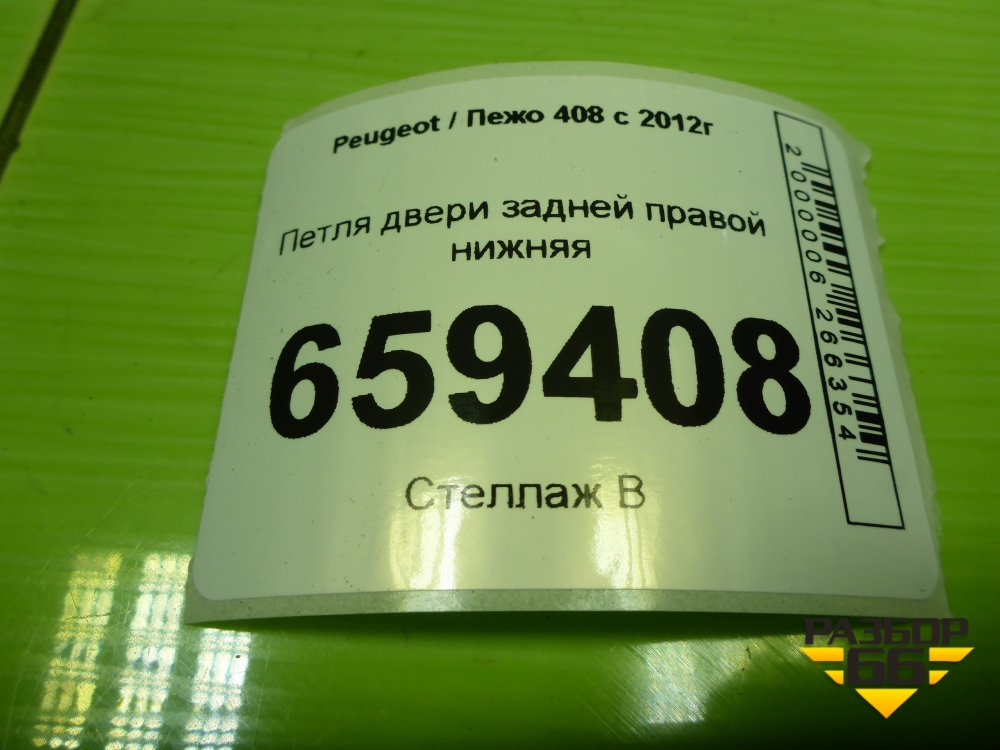 Peugeot / Пежо 408 с 2012г
Петля двери задней правой
нижняя
659408
Стеллаж В
2000006266354
РАЗБОР
66